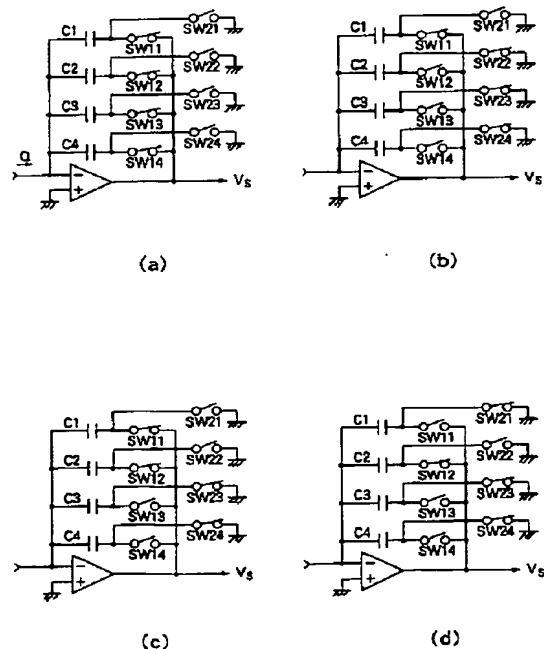 C1
SW11
SW21
C2
SW12
SW22
C3
SW13
SW23
C4
SW14
SW24
Q
−
+
Vs
(a)
C1
SW11
SW21
C2
SW12
SW22
C3
SW13
SW23
C4
SW14
SW24
−
+
Vs
(b)
C1
SW11
SW21
C2
SW12
SW22
C3
SW13
SW23
C4
SW14
SW24
−
+
Vs
(c)
C1
SW11
SW21
C2
SW12
SW22
C3
SW13
SW23
C4
SW14
SW24
−
+
Vs
(d)